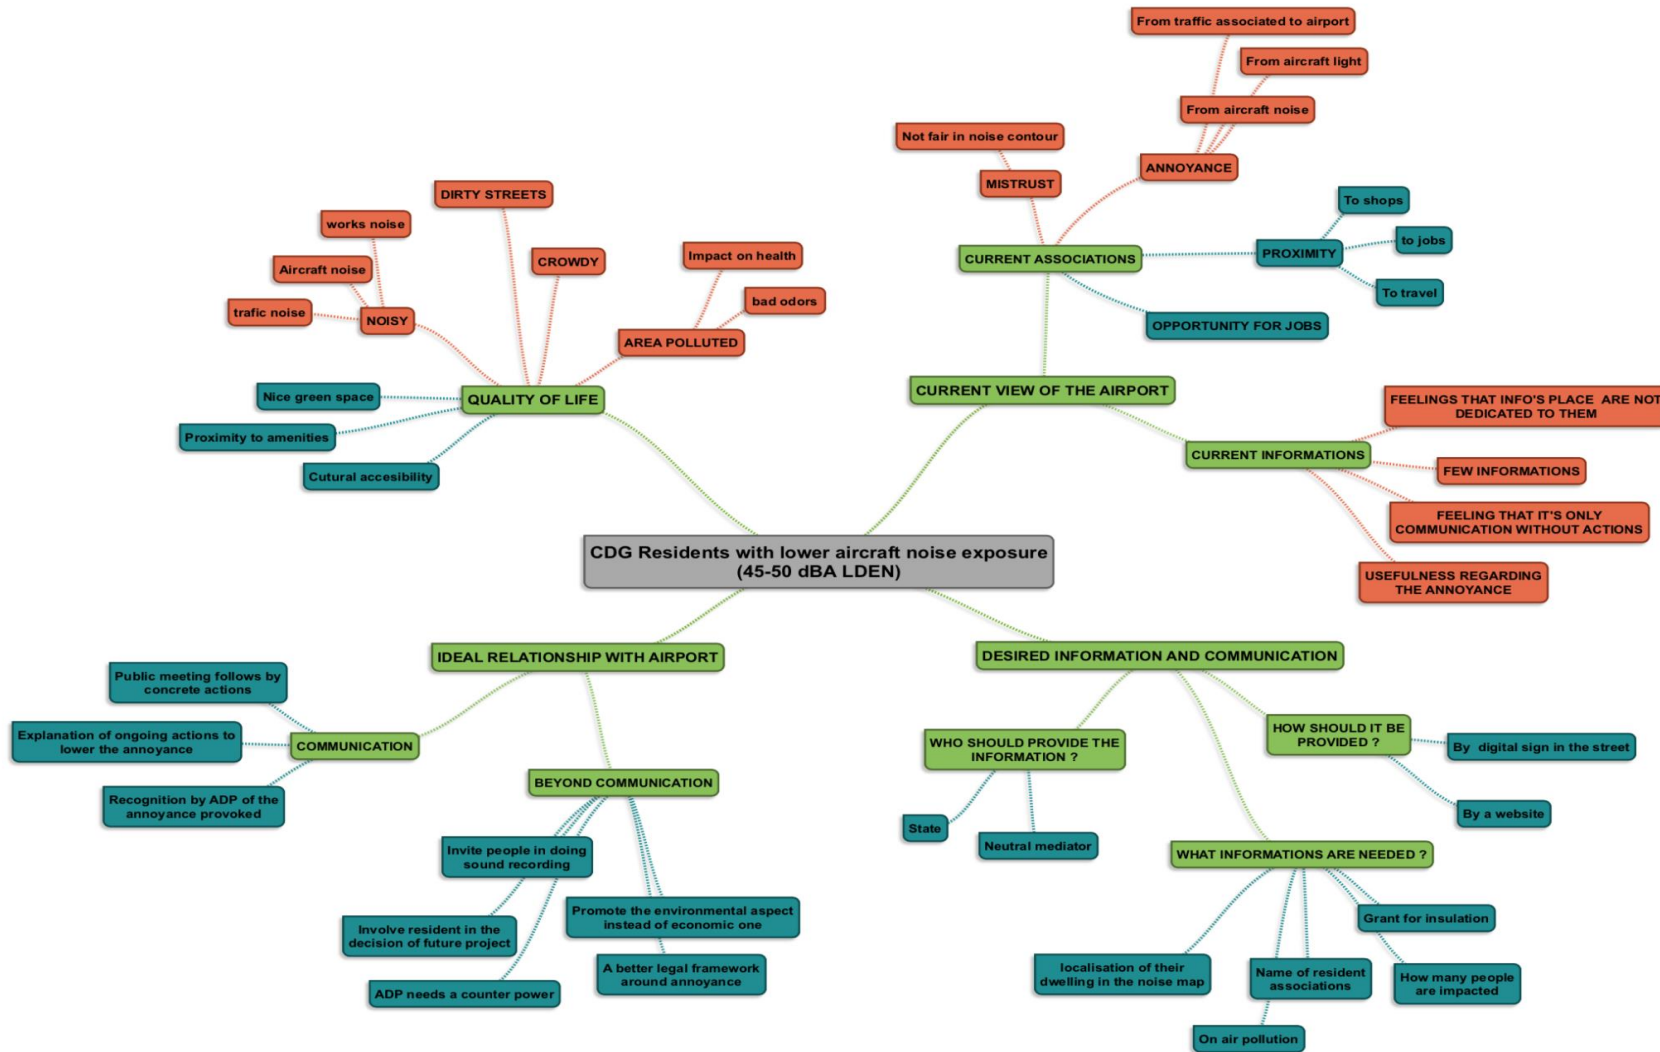 From traffic associated to airport
From aircraft light
From aircraft noise
Not fair in noise contour
ANNOYANCE
MISTRUST
DIRTY STREETS
To shops
works noise
to jobs
PROXIMITY
CURRENT ASSOCIATIONS
Impact on health
CROWDY
Aircraft noise
To travel
bad odors
trafic noise
NOISY
OPPORTUNITY FOR JOBS
AREA POLLUTED
CURRENT VIEW OF THE AIRPORT
Nice green space
QUALITY OF LIFE
FEELINGS THAT INFO'S PLACE ARE NOT
DEDICATED TO THEM
Proximity to amenities
CURRENT INFORMATIONS
FEW INFORMATIONS
Cutural accesibility
FEELING THAT IT'S ONLY
COMMUNICATION WITHOUT ACTIONS
CDG Residents with lower aircraft noise exposure
(45-50 dBA LDEN)
USEFULNESS REGARDING
THE ANNOYANCE
IDEAL RELATIONSHIP WITH AIRPORT
DESIRED INFORMATION AND COMMUNICATION
Public meeting follows by
concrete actions
Explanation of ongoing actions to
lower the annoyance
COMMUNICATION
WHO SHOULD PROVIDE THE
INFORMATION ?
HOW SHOULD IT BE
PROVIDED ?
By digital sign in the street
BEYOND COMMUNICATION
Recognition by ADP of the
annoyance provoked
By a website
State
Neutral mediator
Invite people in doing
sound recording
WHAT INFORMATIONS ARE NEEDED ?
Promote the environmental aspect
instead of economic one
Grant for insulation
Involve resident in the
decision of future project
A better legal framework
around annoyance
localisation of their
dwelling in the noise map
Name of resident
associations
How many people
are impacted
ADP needs a counter power
On air pollution